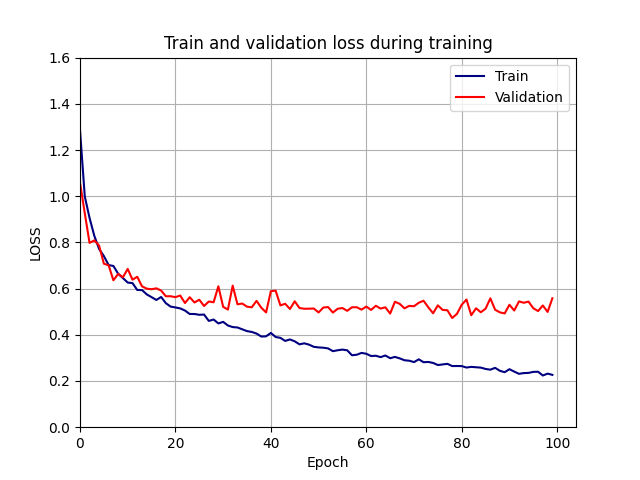 Train and validation loss during training
Train
Validation
LOSS
1.6
1.4
1.2
1.0
0.8
0.6
0.4
0.2
0.0
0 20 40 60 80 100
Epoch